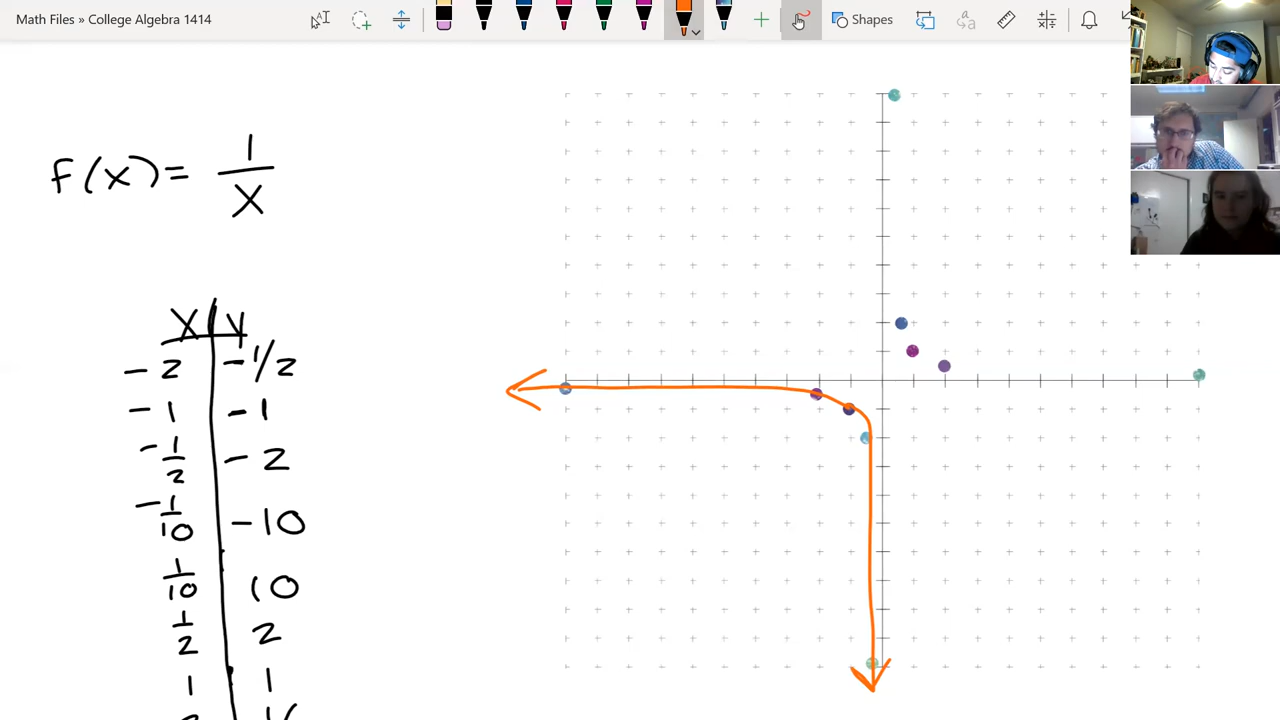 Math Files » College Algebra 1414
Shapes
F(x) = 1/x
X | Y
-2 | -1/2
-1 | -1
-1/2 | -2
-1/10 | -10
1/10 | 10
1/2 | 2
1 | 1